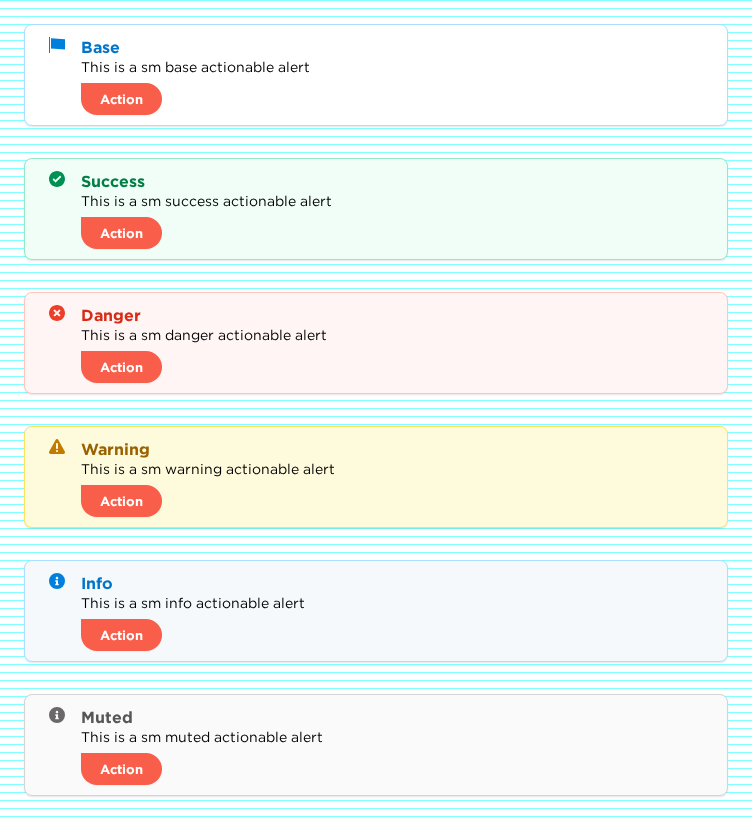 Base
This is a sm base actionable alert
Action
Success
This is a sm success actionable alert
Action
Danger
This is a sm danger actionable alert
Action
Warning
This is a sm warning actionable alert
Action
Info
This is a sm info actionable alert
Action
Muted
This is a sm muted actionable alert
Action